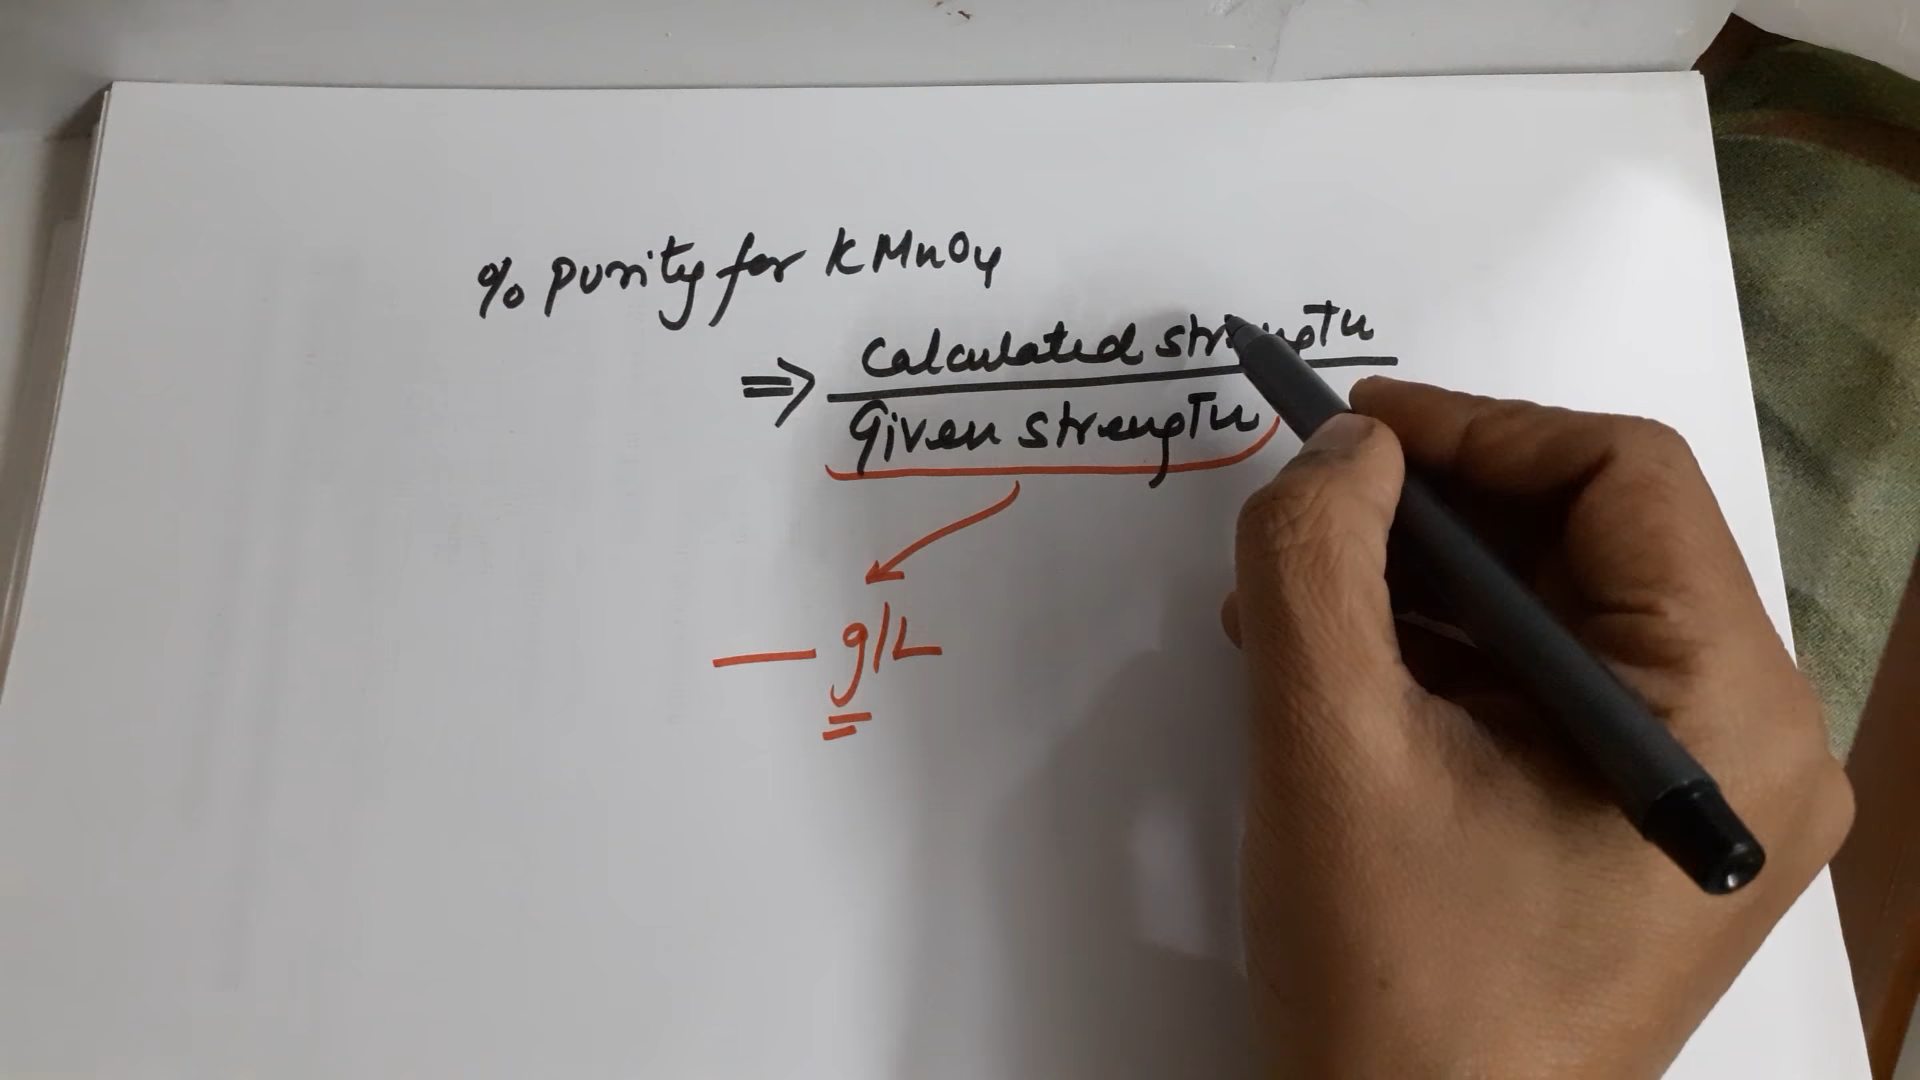 % purity for KMnO4
⇒ Calculated strength
Given strength
— g/L